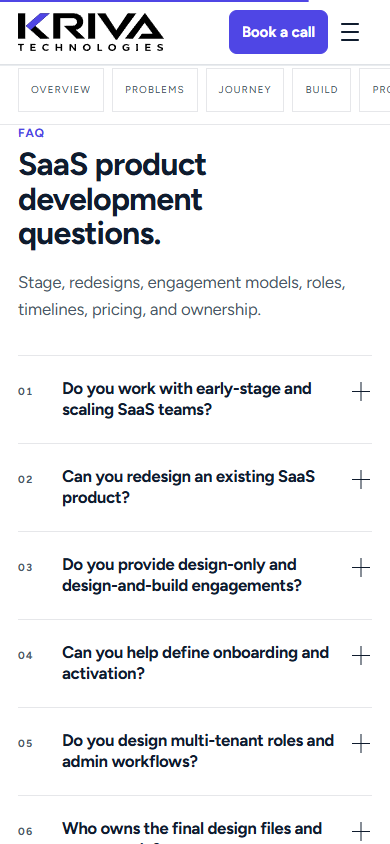 KRIVA
TECHNOLOGIES
Book a call
OVERVIEW
PROBLEMS
JOURNEY
BUILD
FAQ
SaaS product
development
questions.
Stage, redesigns, engagement models, roles,
timelines, pricing, and ownership.
01
Do you work with early-stage and
scaling SaaS teams?
02
Can you redesign an existing SaaS
product?
03
Do you provide design-only and
design-and-build engagements?
04
Can you help define onboarding and
activation?
05
Do you design multi-tenant roles and
admin workflows?
06
Who owns the final design files and